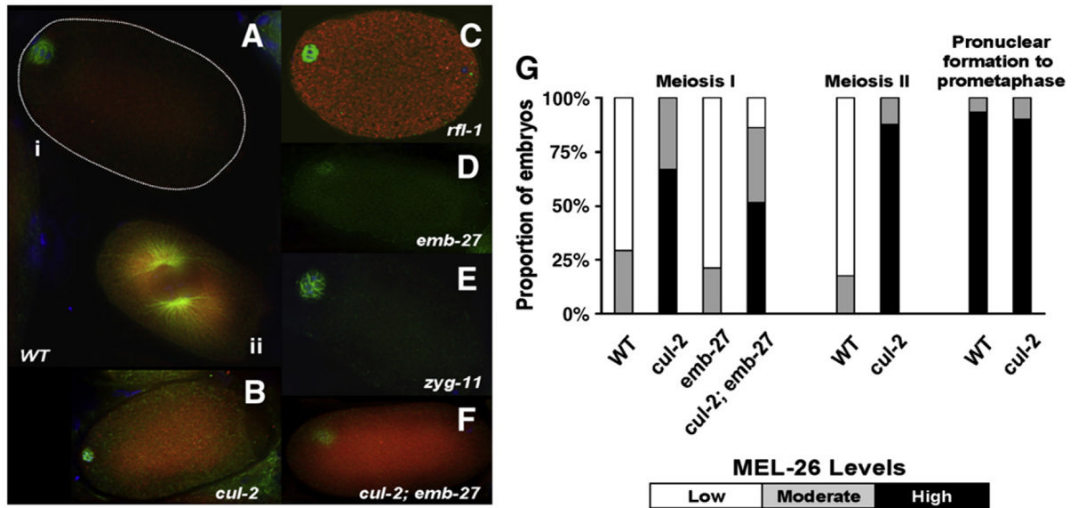 A
i
ii
WT
B
cul-2
C
rfl-1
D
emb-27
E
zyg-11
F
cul-2; emb-27
G
Meiosis I
Meiosis II
Pronuclear
formation to
prometaphase
Proportion of embryos
100%
75%
50%
25%
0%
WT
cul-2
emb-27
cul-2; emb-27
WT
cul-2
WT
cul-2
MEL-26 Levels
Low Moderate High